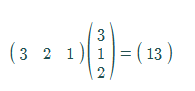 ( 3 2 1 ) ( 3 1 2 ) = ( 13 )